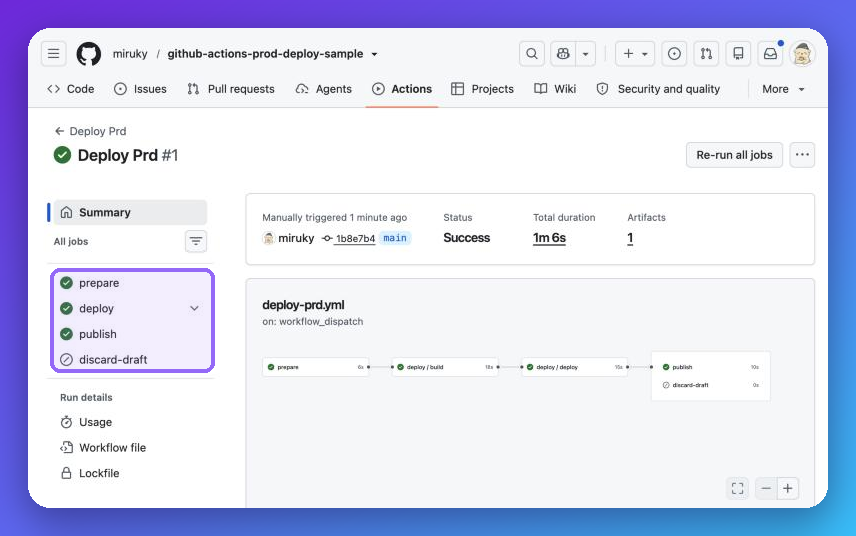 miruky / github-actions-prod-deploy-sample
Code Issues Pull requests Agents Actions Projects Wiki Security and quality More
Deploy Prd
Deploy Prd #1
Re-run all jobs
Summary
All jobs
prepare
deploy
publish
discard-draft
Run details
Usage
Workflow file
Lockfile
Manually triggered 1 minute ago Status Total duration Artifacts
miruky 1b8e7b4 main Success 1m 6s 1
deploy-prd.yml
on: workflow_dispatch
prepare 6s
deploy / build 18s
deploy / deploy 15s
publish 10s
discard-draft 0s